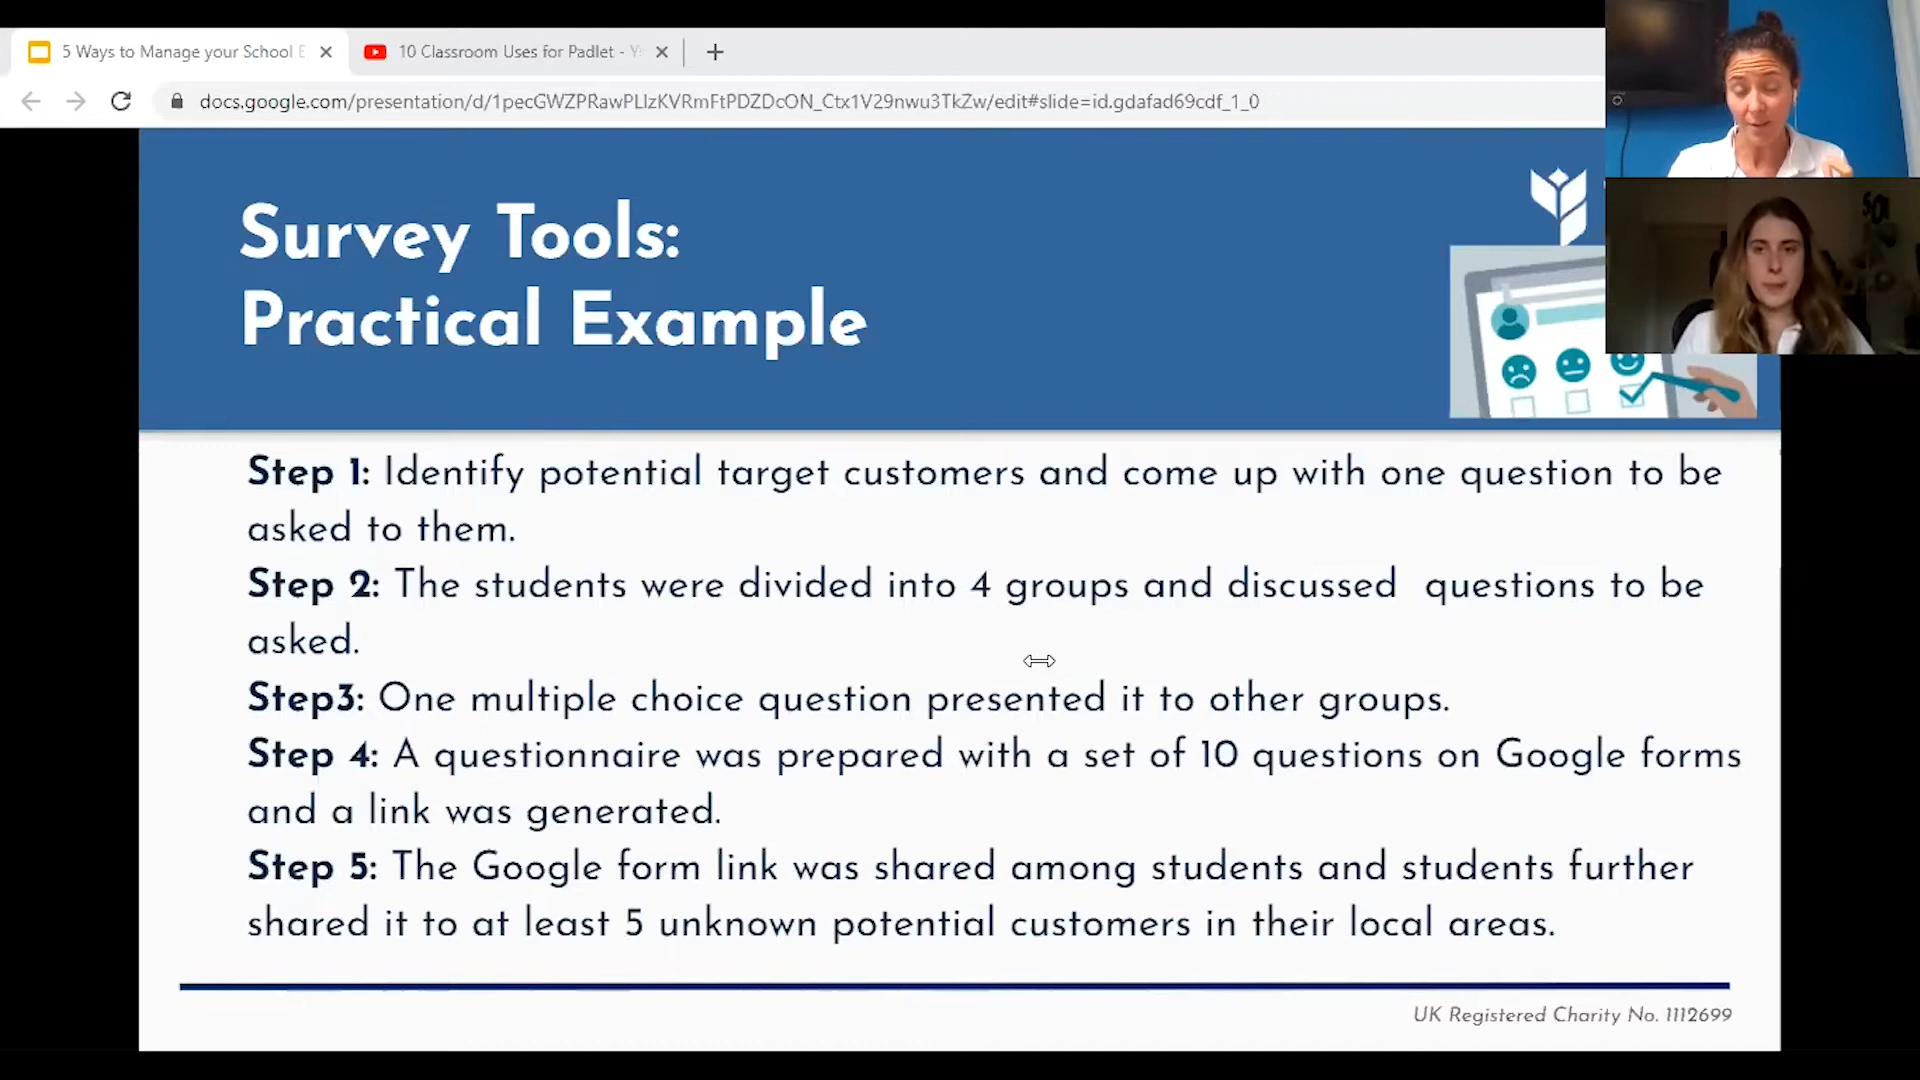 5 Ways to Manage your School E
10 Classroom Uses for Padlet - Y
docs.google.com/presentation/d/1pecGWZPRawPLIzKVRmFtPDZDcON_Ctx1V29nwu3TkZw/edit#slide=id.gdafad69cdf_1_0
Survey Tools:
Practical Example
Step 1: Identify potential target customers and come up with one question to be
asked to them.
Step 2: The students were divided into 4 groups and discussed  questions to be
asked.
Step3: One multiple choice question presented it to other groups.
Step 4: A questionnaire was prepared with a set of 10 questions on Google forms
and a link was generated.
Step 5: The Google form link was shared among students and students further
shared it to at least 5 unknown potential customers in their local areas.
UK Registered Charity No. 1112699